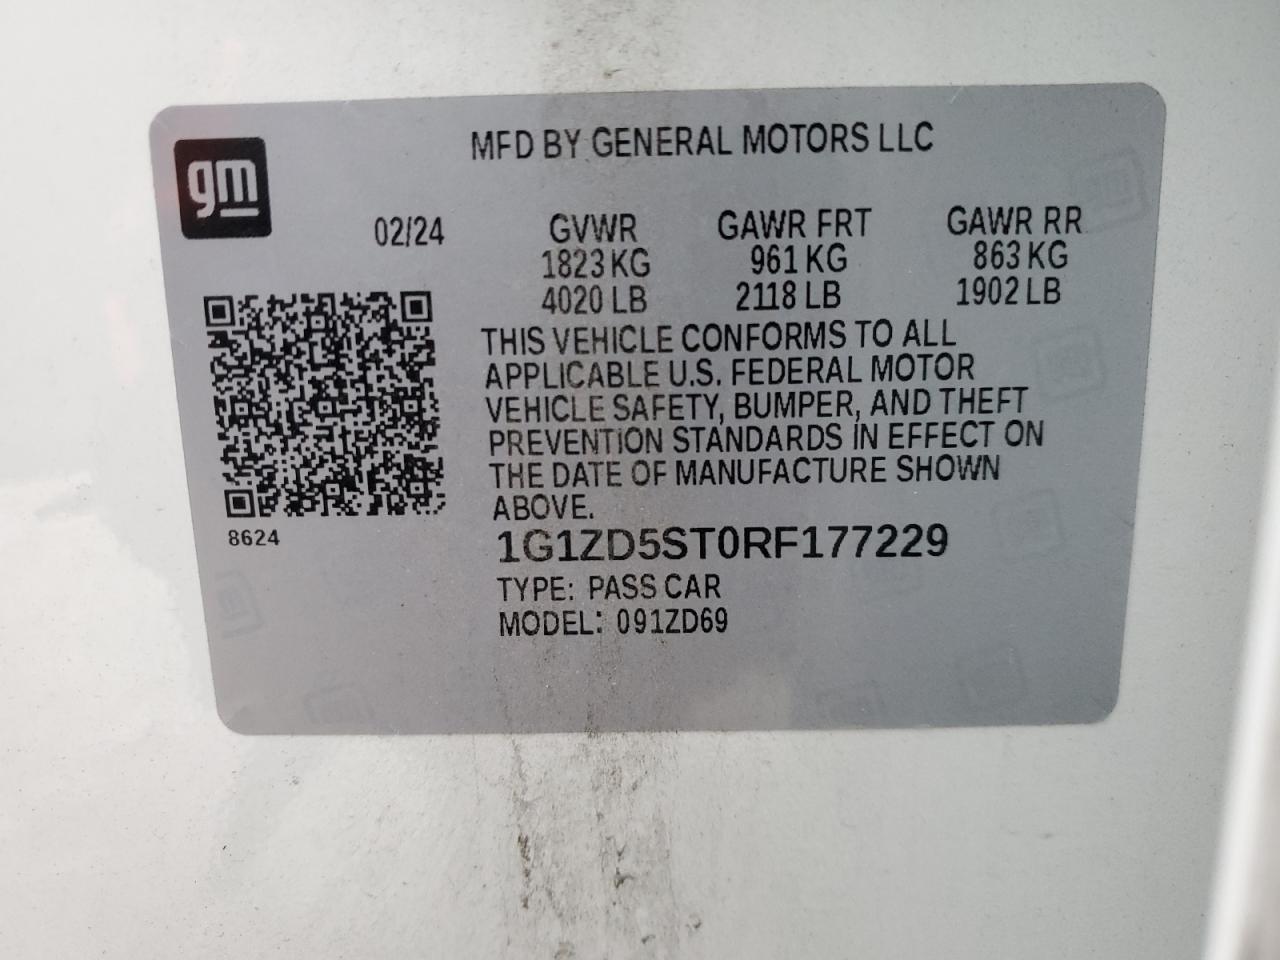 MFD BY GENERAL MOTORS LLC
gm
02/24 GVWR GAWR FRT GAWR RR
1823 KG 961 KG 863 KG
4020 LB 2118 LB 1902 LB
THIS VEHICLE CONFORMS TO ALL
APPLICABLE U.S. FEDERAL MOTOR
VEHICLE SAFETY, BUMPER, AND THEFT
PREVENTION STANDARDS IN EFFECT ON
THE DATE OF MANUFACTURE SHOWN
ABOVE.
8624
1G1ZD5ST0RF177229
TYPE: PASS CAR
MODEL: 091ZD69